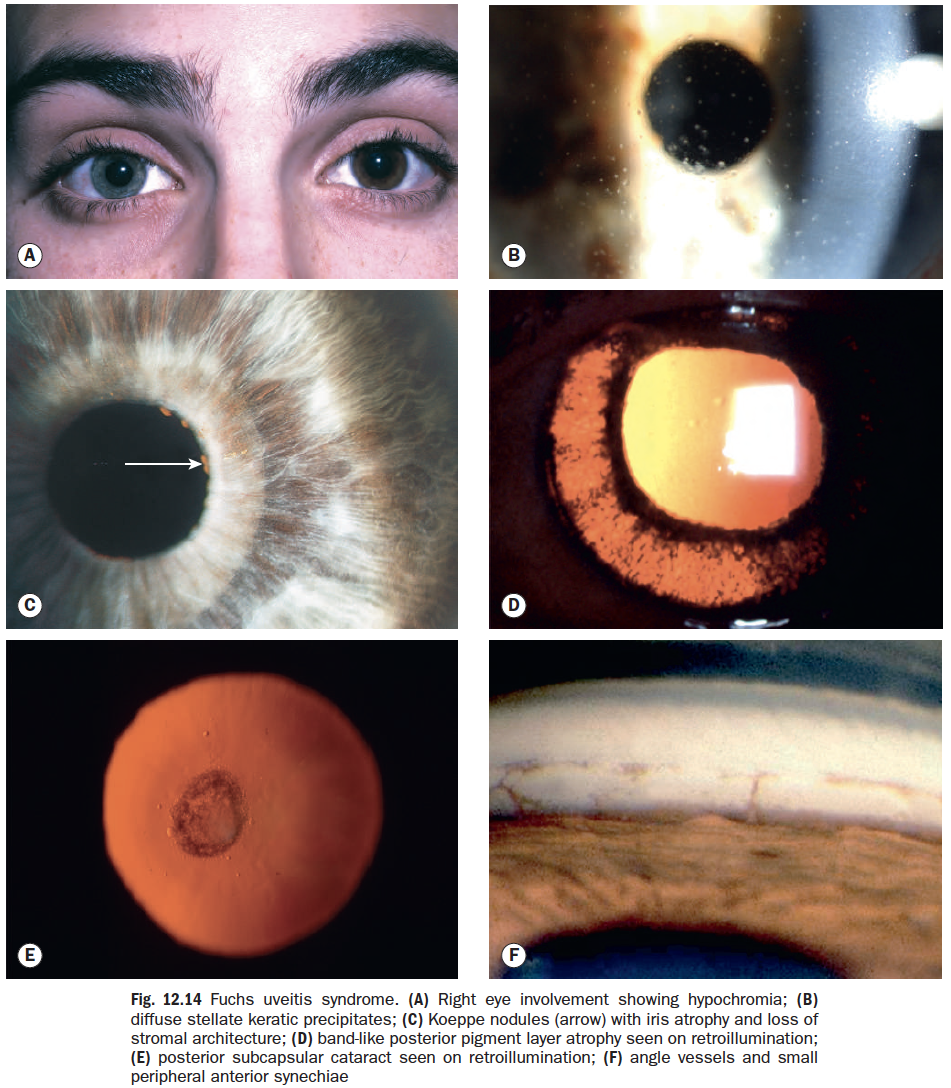 A
B
C
D
E
F
Fig. 12.14 Fuchs uveitis syndrome. (A) Right eye involvement showing hypochromia; (B)
diffuse stellate keratic precipitates; (C) Koeppe nodules (arrow) with iris atrophy and loss of
stromal architecture; (D) band-like posterior pigment layer atrophy seen on retroillumination;
(E) posterior subcapsular cataract seen on retroillumination; (F) angle vessels and small
peripheral anterior synechiae